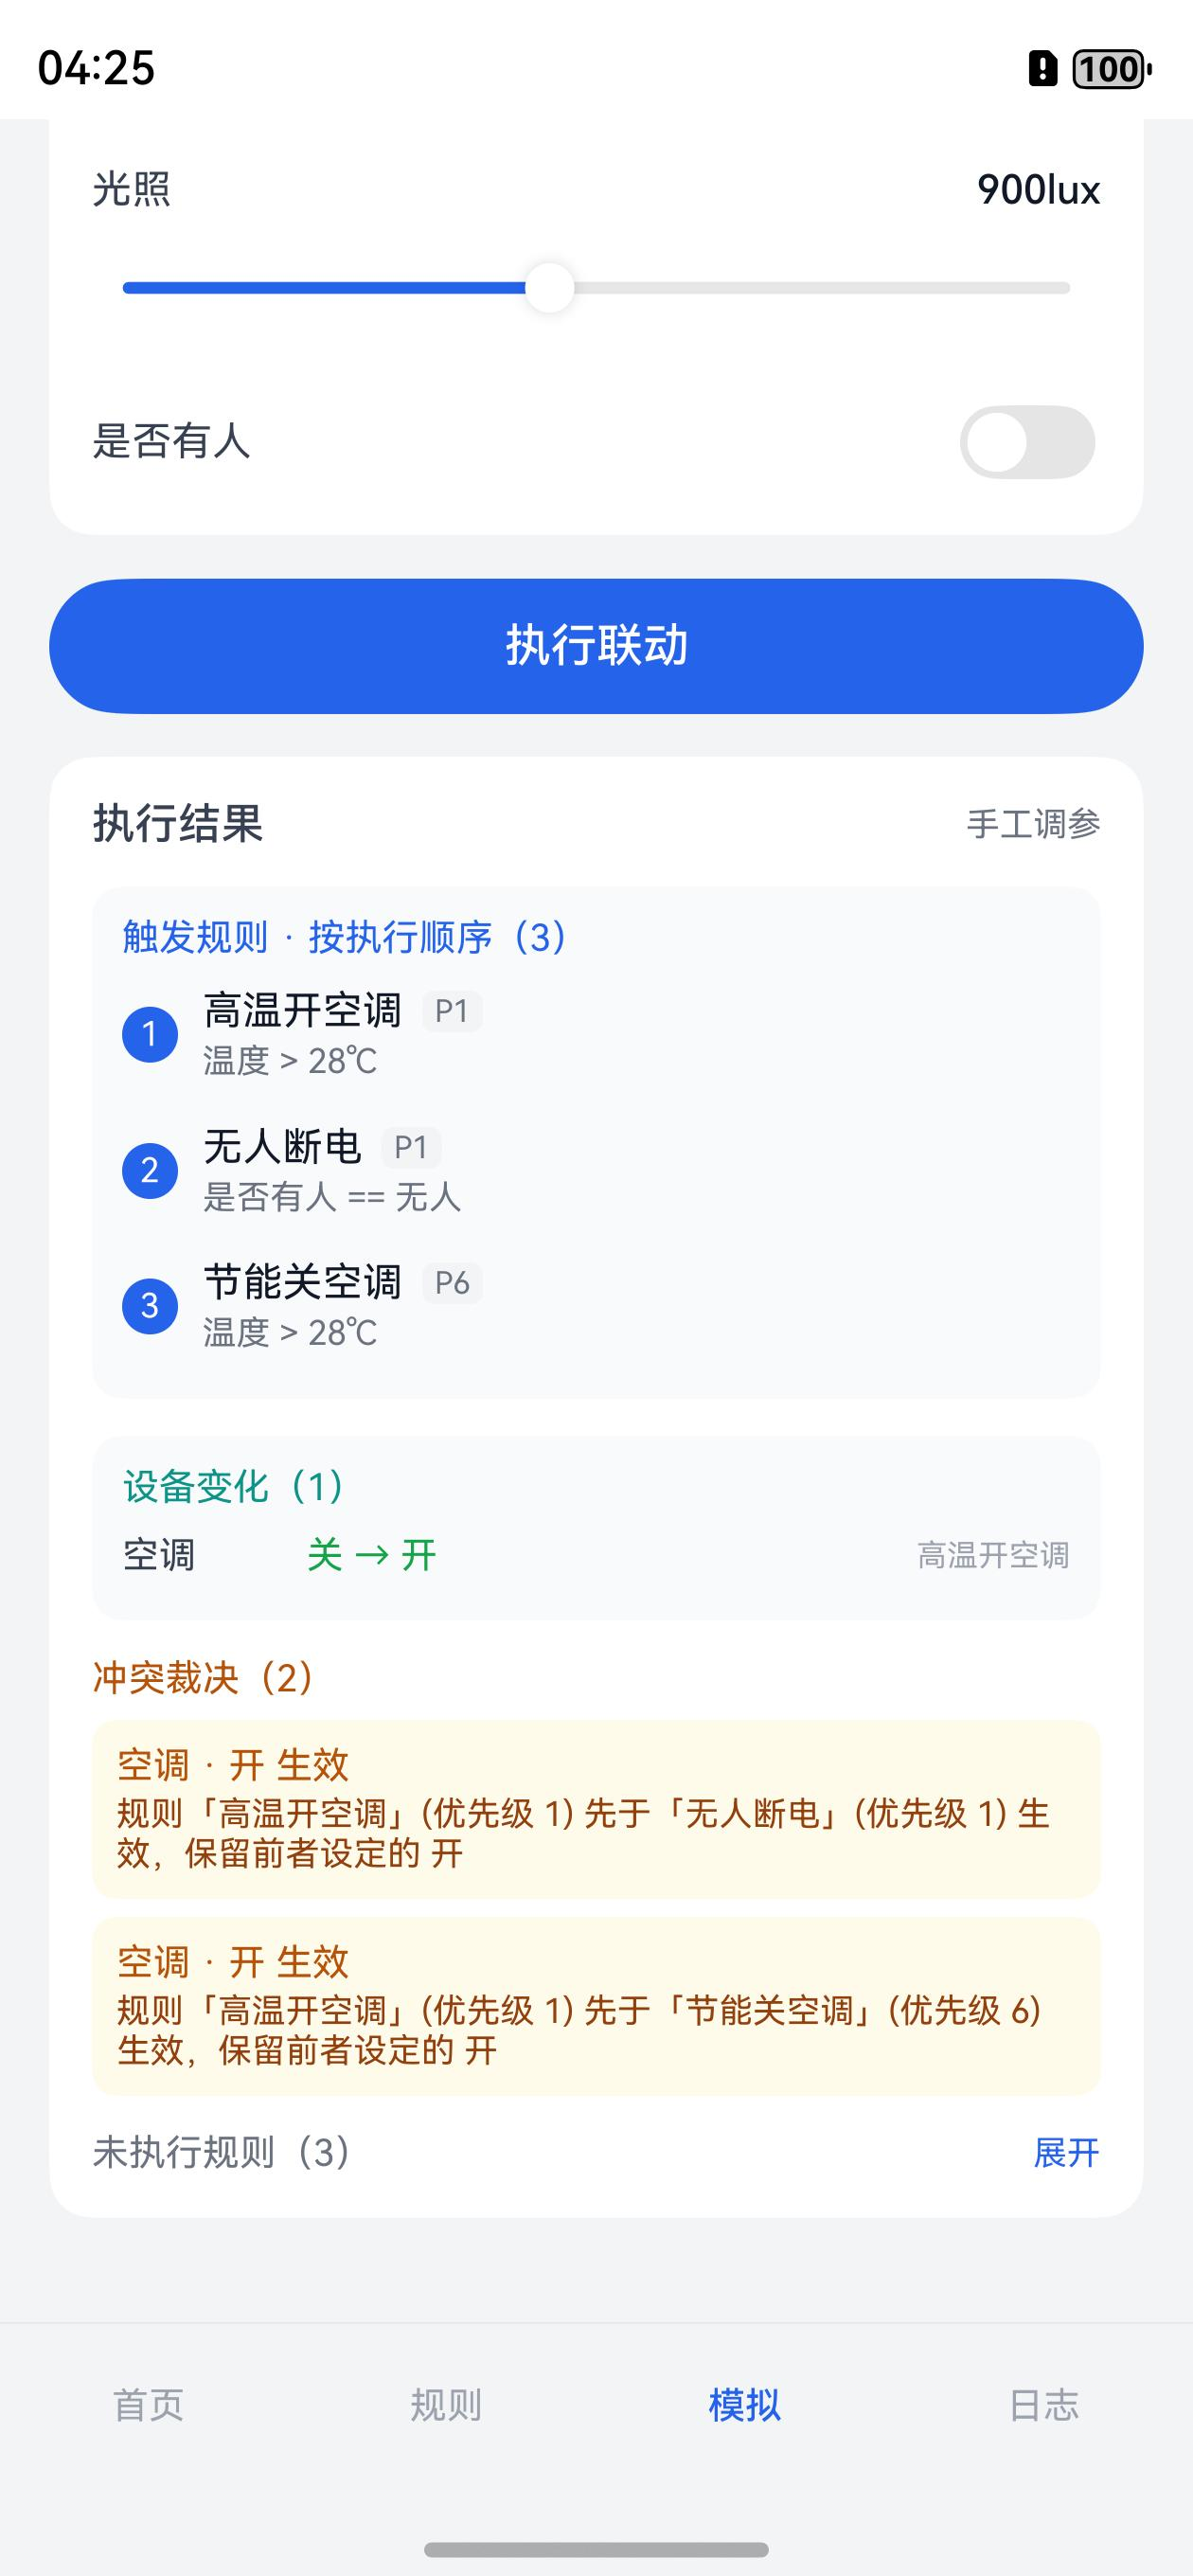 04:25
100
光照 900lux
是否有人
执行联动
执行结果 手工调参
触发规则 · 按执行顺序（3）
1 高温开空调 P1
温度 > 28℃
2 无人断电 P1
是否有人 == 无人
3 节能关空调 P6
温度 > 28℃
设备变化（1）
空调 关 → 开 高温开空调
冲突裁决（2）
空调 · 开 生效
规则「高温开空调」(优先级 1) 先于「无人断电」(优先级 1) 生
效，保留前者设定的 开
空调 · 开 生效
规则「高温开空调」(优先级 1) 先于「节能关空调」(优先级 6)
生效，保留前者设定的 开
未执行规则（3） 展开
首页 规则 模拟 日志